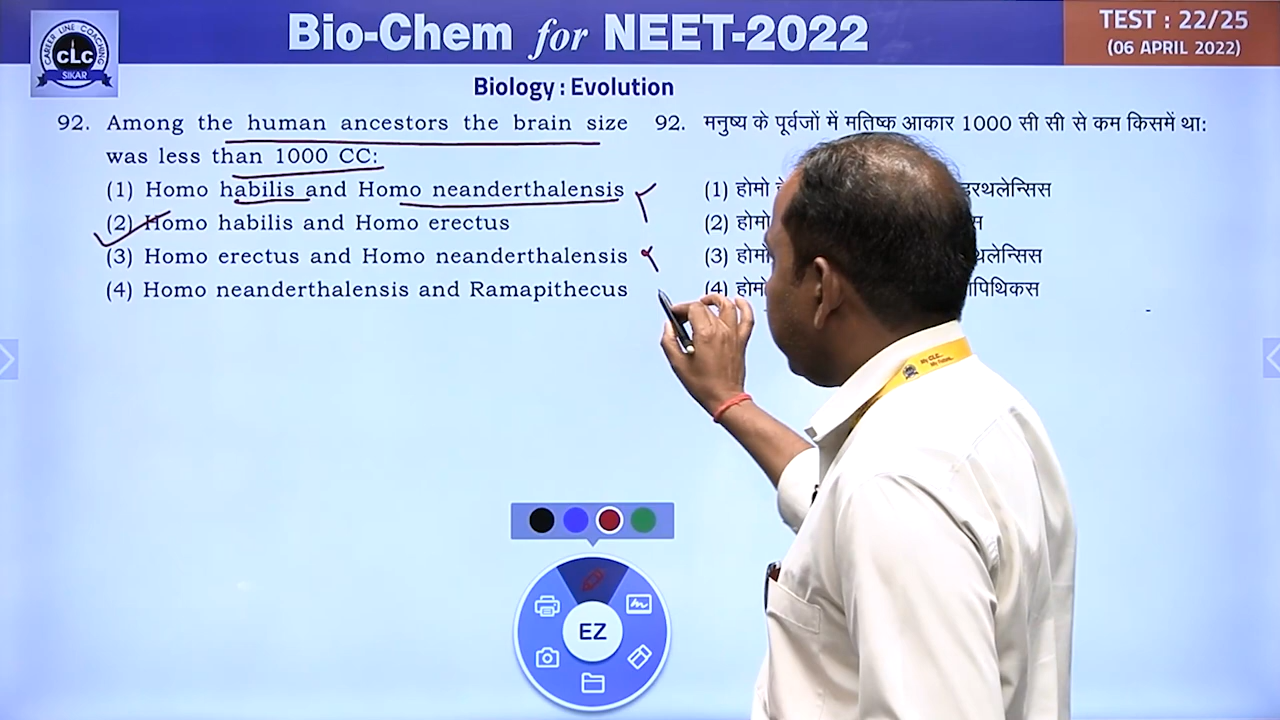 Bio-Chem for NEET-2022
TEST : 22/25
(06 APRIL 2022)
CAREER LINE COACHING
CLC
SIKAR
Biology : Evolution
92. Among the human ancestors the brain size
was less than 1000 CC:
(1) Homo habilis and Homo neanderthalensis
(2) Homo habilis and Homo erectus
(3) Homo erectus and Homo neanderthalensis
(4) Homo neanderthalensis and Ramapithecus
92. मनुष्य के पूर्वजों में मतिष्क आकार 1000 सी सी से कम किसमें था:
(1) होमो
(2) होमो
(3)
(4)
EZ